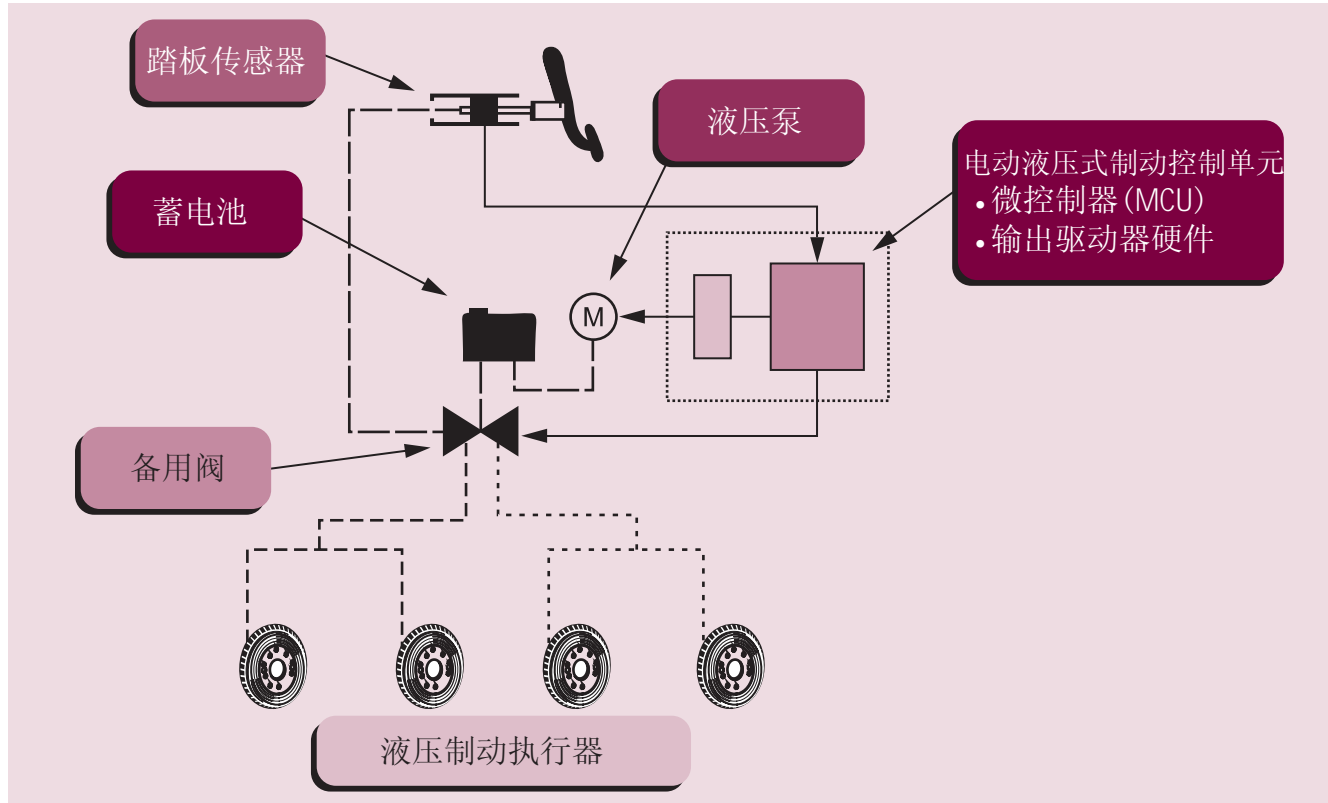 踏板传感器
液压泵
电动液压式制动控制单元
•微控制器(MCU)
•输出驱动器硬件
蓄电池
M
备用阀
液压制动执行器